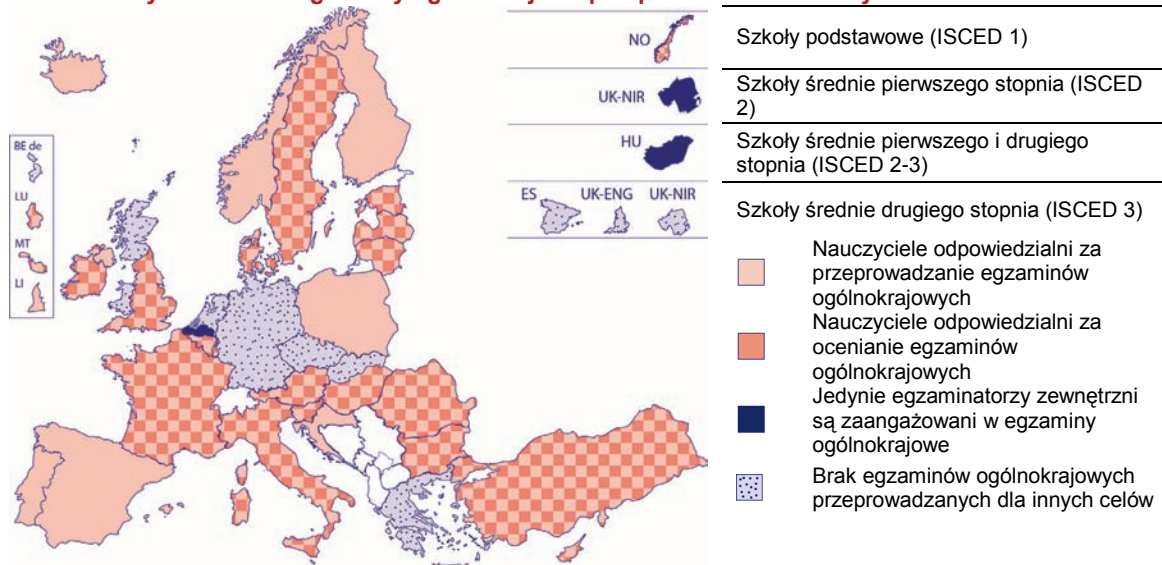 NO
UK-NIR
HU
ES UK-ENG UK-NIR
BE de
LU
MT
LI
Szkoły podstawowe (ISCED 1)
Szkoły średnie pierwszego stopnia (ISCED
2)
Szkoły średnie pierwszego i drugiego
stopnia (ISCED 2-3)
Szkoły średnie drugiego stopnia (ISCED 3)
Nauczyciele odpowiedzialni za
przeprowadzanie egzaminów
ogólnokrajowych
Nauczyciele odpowiedzialni za
ocenianie egzaminów
ogólnokrajowych
Jedynie egzaminatorzy zewnętrzni
są zaangażowani w egzaminy
ogólnokrajowe
Brak egzaminów ogólnokrajowych
przeprowadzanych dla innych celów